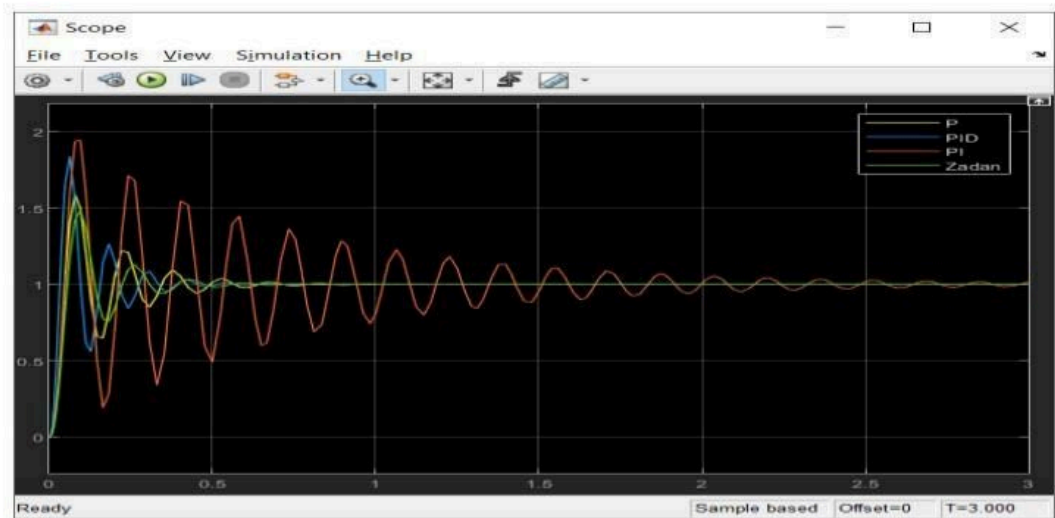 Scope
File Tools View Simulation Help
P
PID
PI
Zadan
2
1.5
1
0.5
0
0 0.5 1 1.5 2 2.5 3
Ready Sample based Offset=0 T=3.000